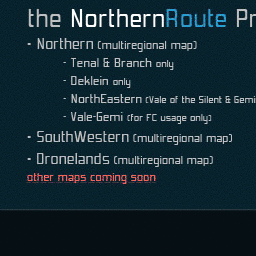 the NorthernRoute Pr
- Northern (multiregional map)
- Tenal & Branch only
- Deklein only
- NorthEastern (Vale of the Silent & Gemi
- Vale-Gemi (for FC usage only)
- SouthWestern (multiregional map)
- Dronelands (multiregional map)
other maps coming soon